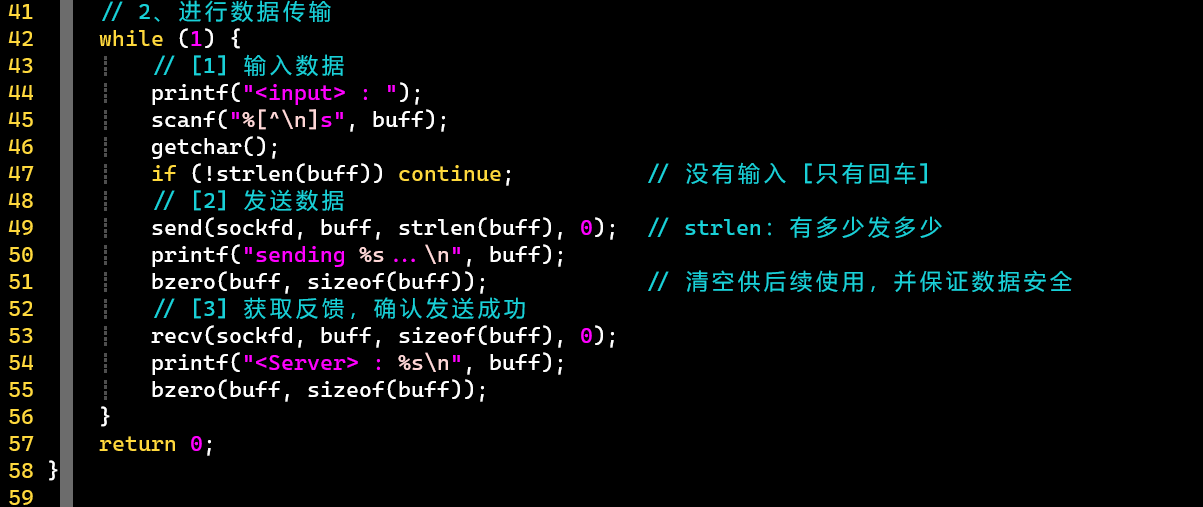 41 // 2、进行数据传输
42 while (1) {
43 // [1] 输入数据
44 printf("<input> : ");
45 scanf("%[^\n]s", buff);
46 getchar();
47 if (!strlen(buff)) continue; // 没有输入 [只有回车]
48 // [2] 发送数据
49 send(sockfd, buff, strlen(buff), 0); // strlen：有多少发多少
50 printf("sending %s...\n", buff);
51 bzero(buff, sizeof(buff)); // 清空供后续使用，并保证数据安全
52 // [3] 获取反馈，确认发送成功
53 recv(sockfd, buff, sizeof(buff), 0);
54 printf("<Server> : %s\n", buff);
55 bzero(buff, sizeof(buff));
56 }
57 return 0;
58 }
59